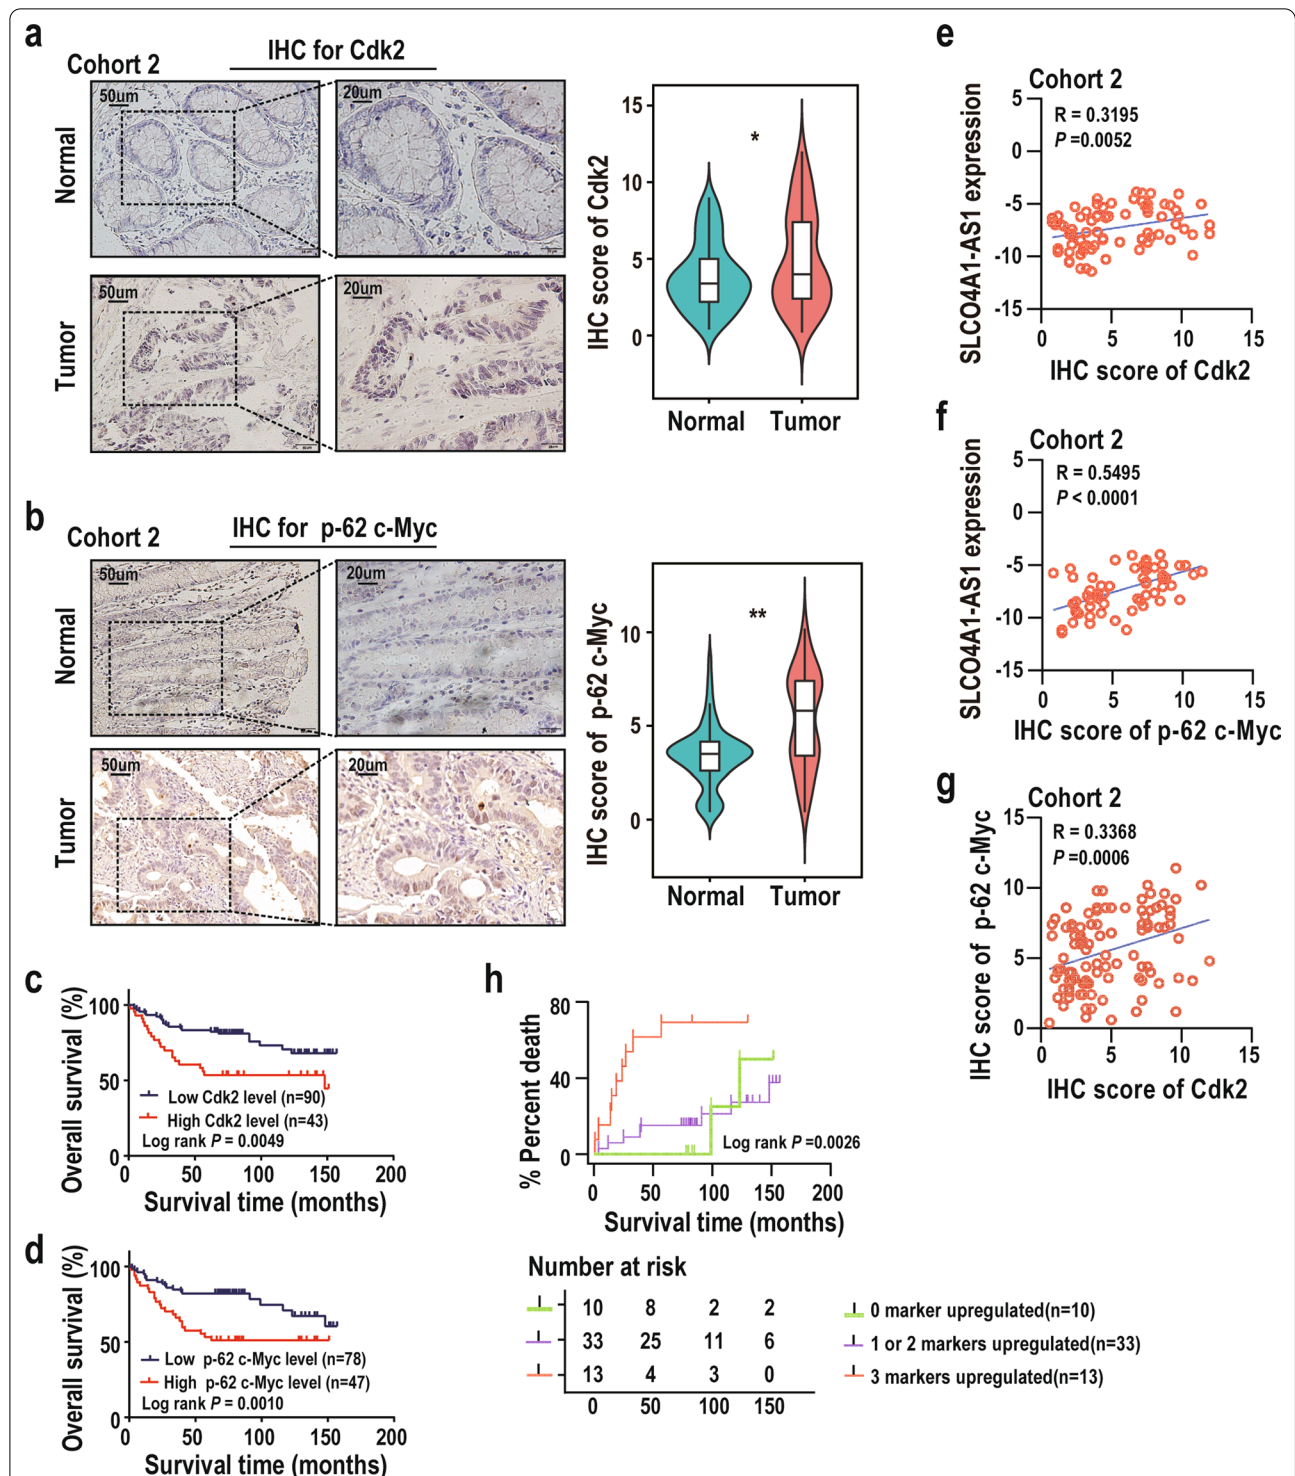 a
IHC for Cdk2
Cohort 2
50um
20um
Normal
50um
20um
Tumor
IHC score of Cdk2
15
10
5
0
*
Normal Tumor
b
IHC for p-62 c-Myc
Cohort 2
50um
20um
Normal
50um
20um
Tumor
IHC score of p-62 c-Myc
10
5
0
**
Normal Tumor
c
Overall survival (%)
100
50
0
Low Cdk2 level (n=90)
High Cdk2 level (n=43)
Log rank P = 0.0049
0 50 100 150 200
Survival time (months)
d
Overall survival (%)
100
50
0
Low p-62 c-Myc level (n=78)
High p-62 c-Myc level (n=47)
Log rank P = 0.0010
0 50 100 150 200
Survival time (months)
e
Cohort 2
SLCO4A1-AS1 expression
5
0
-5
-10
-15
R = 0.3195
P =0.0052
0 5 10 15
IHC score of Cdk2
f
Cohort 2
SLCO4A1-AS1 expression
5
0
-5
-10
-15
R = 0.5495
P < 0.0001
0 5 10 15
IHC score of p-62 c-Myc
g
Cohort 2
IHC score of p-62 c-Myc
15
10
5
0
R = 0.3368
P =0.0006
0 5 10 15
IHC score of Cdk2
h
% Percent death
80
40
0
Log rank P =0.0026
0 50 100 150 200
Survival time (months)
Number at risk
10 8 2 2
33 25 11 6
13 4 3 0
0 50 100 150
0 marker upregulated(n=10)
1 or 2 markers upregulated(n=33)
3 markers upregulated(n=13)